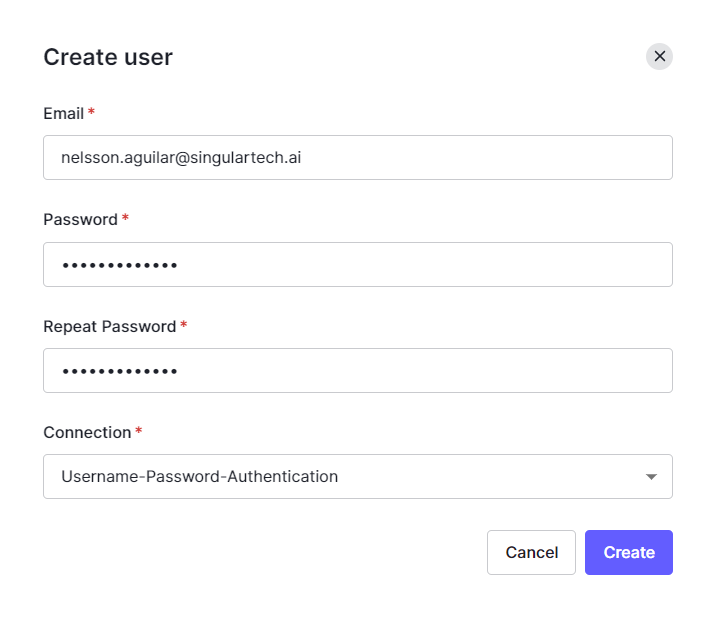 Create user
Email *
nelsson.aguilar@singulartech.ai
Password *
•••••••••••••
Repeat Password *
•••••••••••••
Connection *
Username-Password-Authentication
Cancel
Create